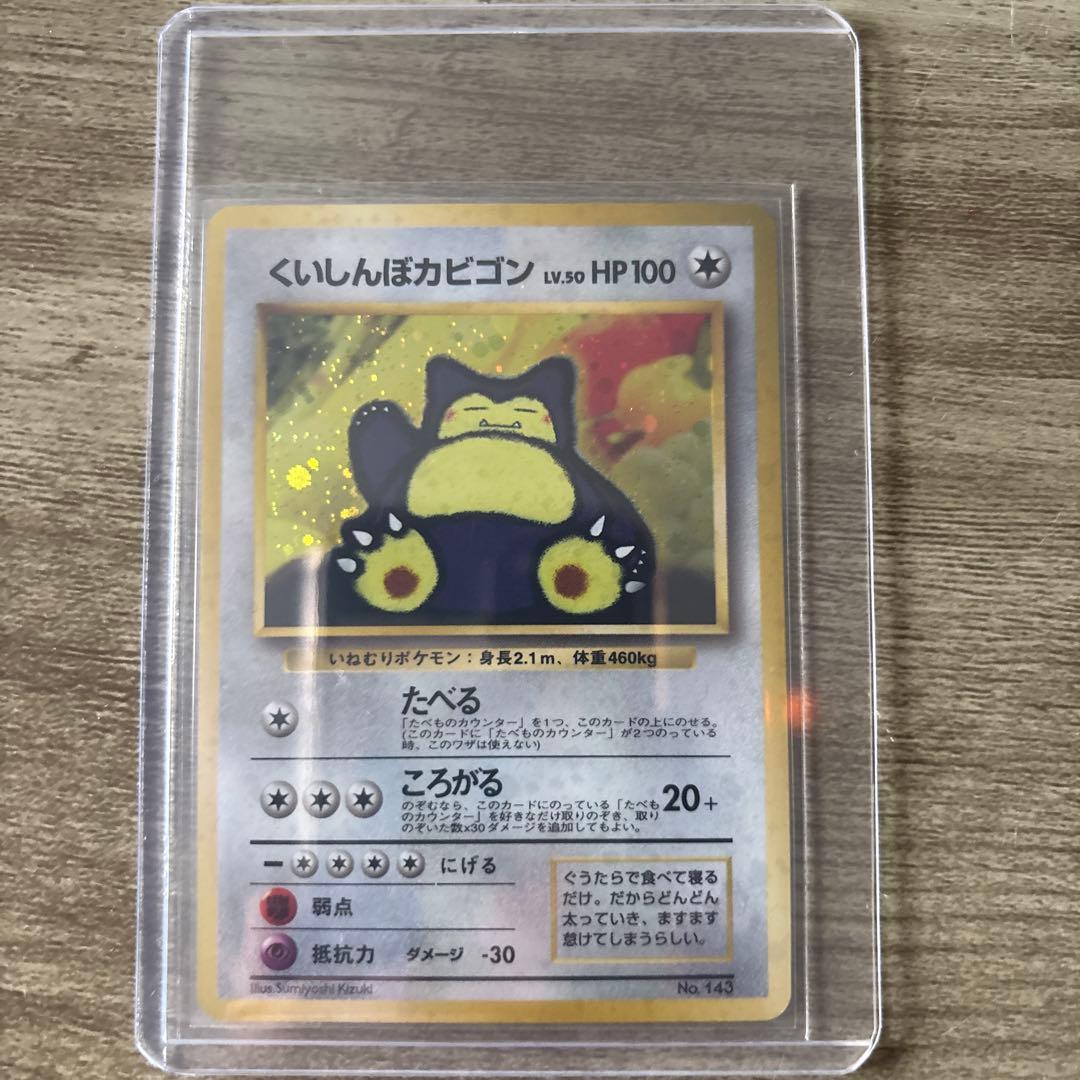 くいしんぼカビゴン LV.50 HP100
いねむりポケモン：身長2.1m、体重460kg
たべる
「たべものカウンター」を1つ、このカードの上にのせる。
(このカードに「たべものカウンター」が2つのっている
時、このワザは使えない)
ころがる
のぞむなら、このカードにのっている「たべも
のカウンター」を好きなだけ取りのぞき、取り
のぞいた数x30ダメージを追加してもよい。
20+
にげる
弱点
抵抗力 ダメージ -30
ぐうたらで食べて寝る
だけ。だからどんどん
太っていき、ますます
怠けてしまうらしい。
Illus.Sumiyoshi Kizuki
No. 143